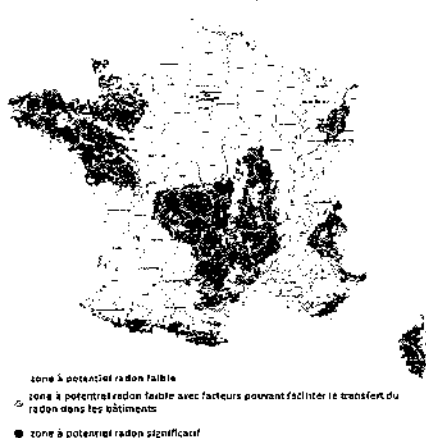 zone à potentiel radon faible
zone à potentiel radon faible avec facteurs pouvant faciliter le transfert du
radon dans les bâtiments
zone à potentiel radon significatif